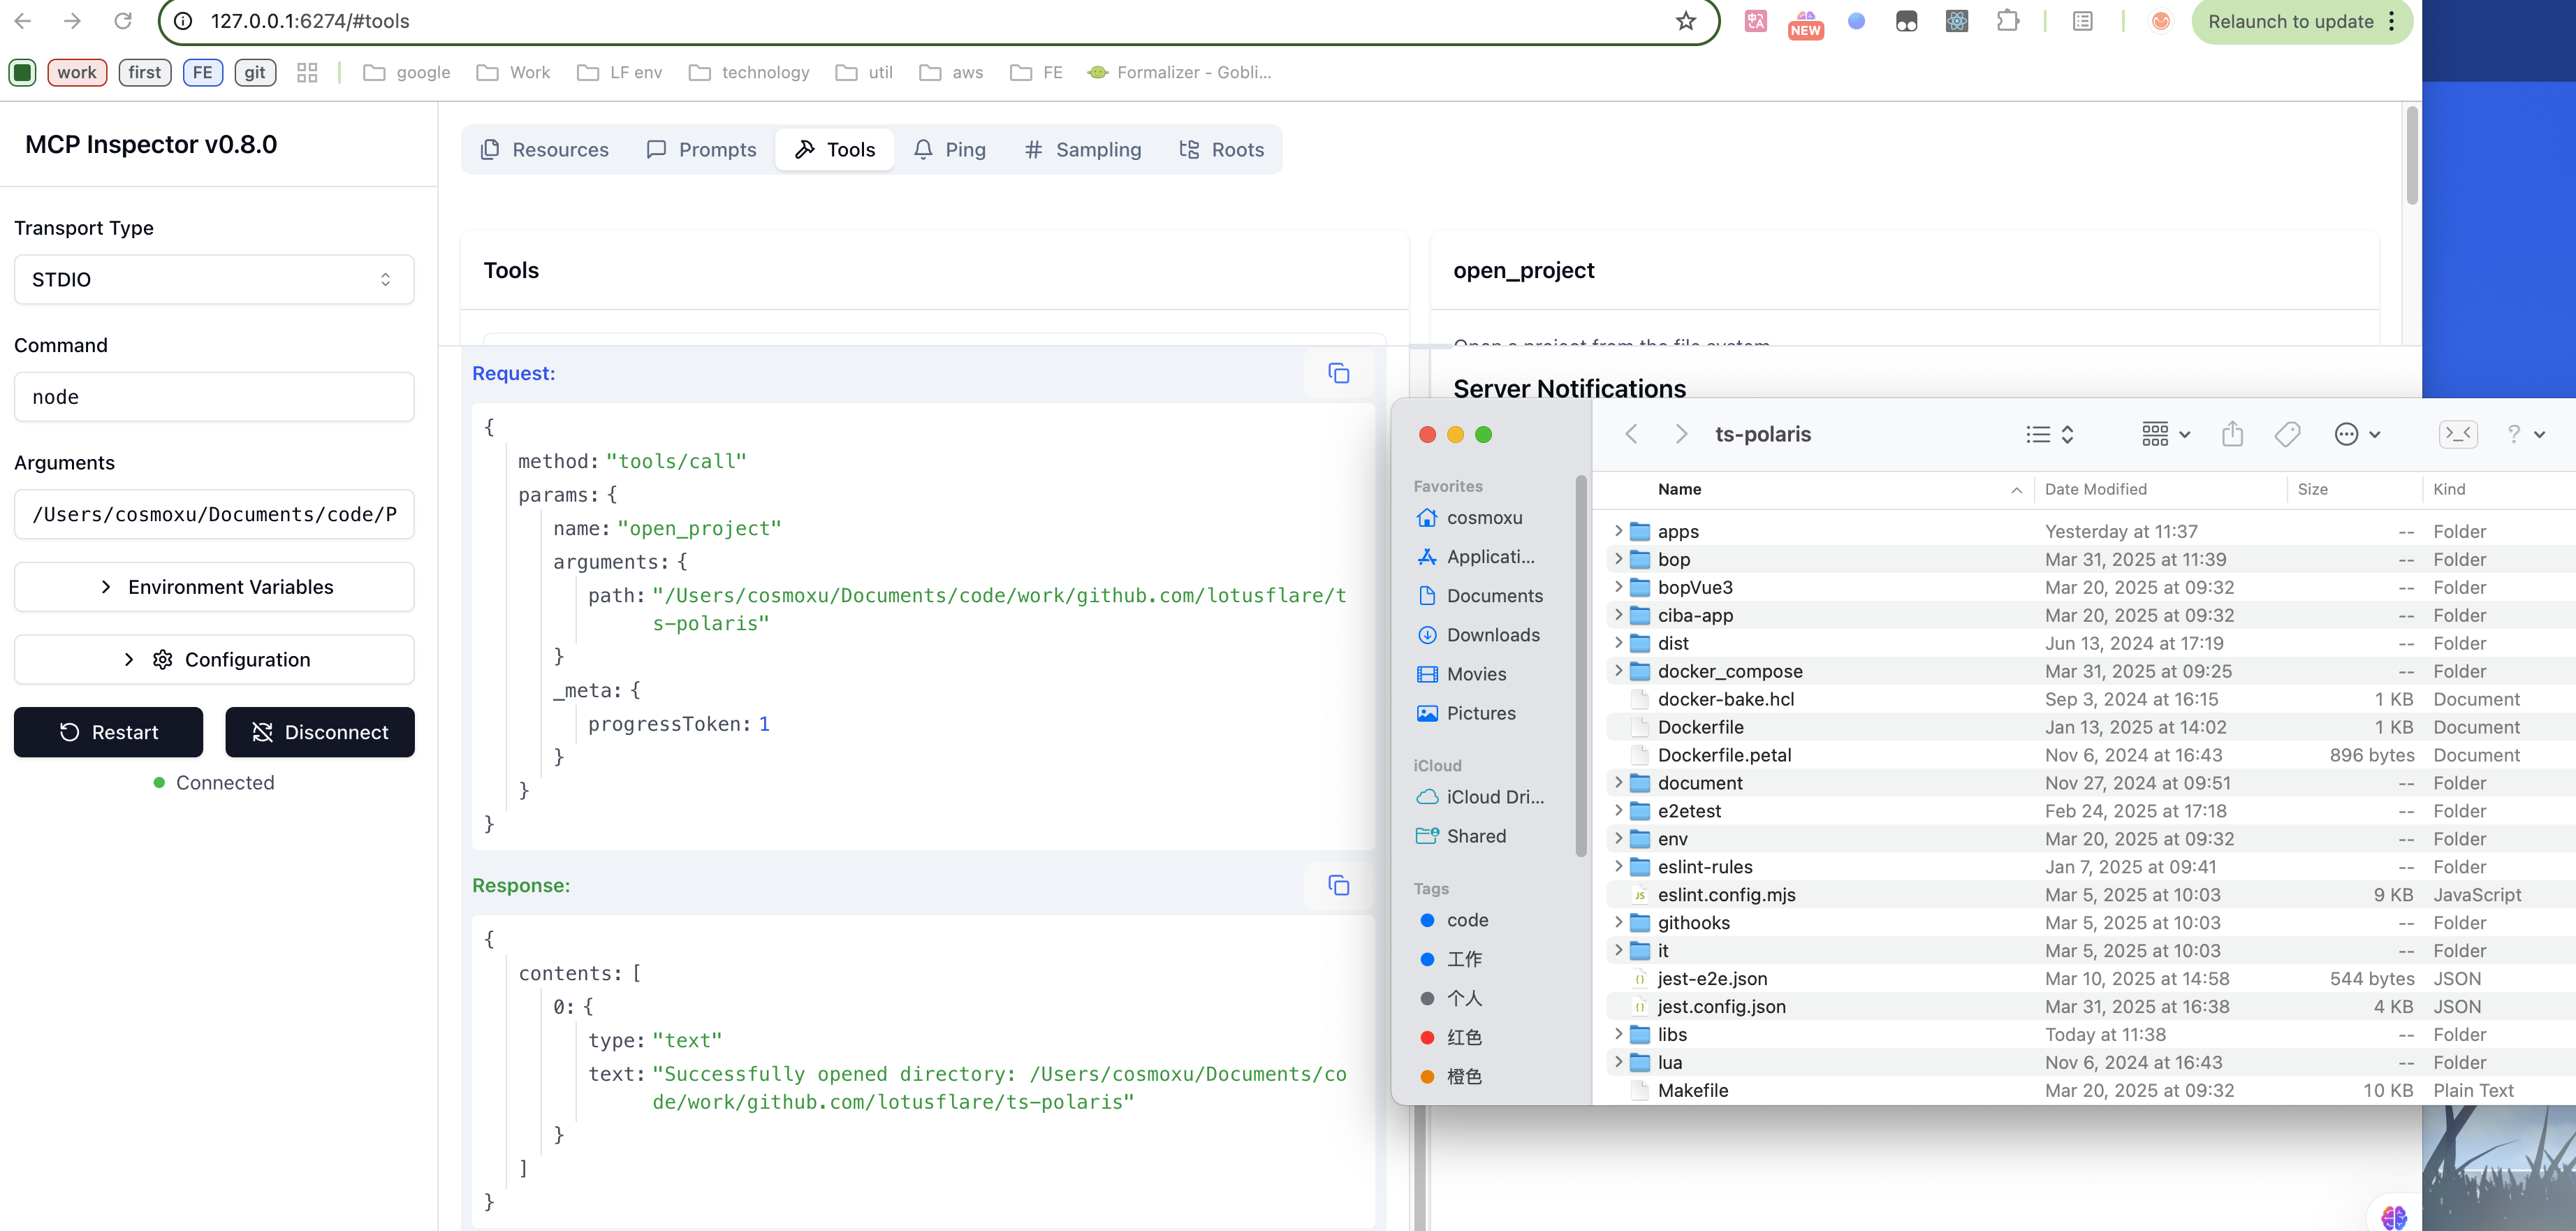 127.0.0.1:6274/#tools
NEW
Relaunch to update
work
first
FE
git
google
Work
LF env
technology
util
aws
FE
Formalizer - Gobli...
MCP Inspector v0.8.0
Transport Type
STDIO
Command
node
Arguments
/Users/cosmoxu/Documents/code/P
Environment Variables
Configuration
Restart
Disconnect
Connected
Resources
Prompts
Tools
Ping
Sampling
Roots
Tools
open_project
Open a project from the file system
Request:
{
method: "tools/call"
params: {
name: "open_project"
arguments: {
path: "/Users/cosmoxu/Documents/code/work/github.com/lotusflare/t
s-polaris"
}
_meta: {
progressToken: 1
}
}
}
Response:
{
contents: [
0: {
type: "text"
text: "Successfully opened directory: /Users/cosmoxu/Documents/co
de/work/github.com/lotusflare/ts-polaris"
}
]
}
Server Notifications
ts-polaris
Favorites
cosmoxu
Applicati...
Documents
Downloads
Movies
Pictures
iCloud
iCloud Dri...
Shared
Tags
code
工作
个人
红色
橙色
Name Date Modified Size Kind
apps Yesterday at 11:37 -- Folder
bop Mar 31, 2025 at 11:39 -- Folder
bopVue3 Mar 20, 2025 at 09:32 -- Folder
ciba-app Mar 20, 2025 at 09:32 -- Folder
dist Jun 13, 2024 at 17:19 -- Folder
docker_compose Mar 31, 2025 at 09:25 -- Folder
docker-bake.hcl Sep 3, 2024 at 16:15 1 KB Document
Dockerfile Jan 13, 2025 at 14:02 1 KB Document
Dockerfile.petal Nov 6, 2024 at 16:43 896 bytes Document
document Nov 27, 2024 at 09:51 -- Folder
e2etest Feb 24, 2025 at 17:18 -- Folder
env Mar 20, 2025 at 09:32 -- Folder
eslint-rules Jan 7, 2025 at 09:41 -- Folder
eslint.config.mjs Mar 5, 2025 at 10:03 9 KB JavaScript
githooks Mar 5, 2025 at 10:03 -- Folder
it Mar 5, 2025 at 10:03 -- Folder
jest-e2e.json Mar 10, 2025 at 14:58 544 bytes JSON
jest.config.json Mar 31, 2025 at 16:38 4 KB JSON
libs Today at 11:38 -- Folder
lua Nov 6, 2024 at 16:43 -- Folder
Makefile Mar 20, 2025 at 09:32 10 KB Plain Text